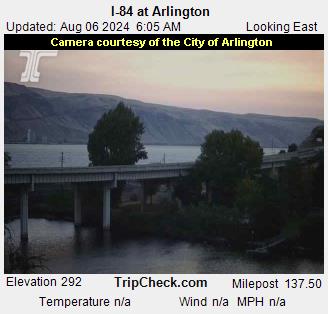 I-84 at Arlington
Updated: Aug 06 2024 6:05 AM Looking East
Camera courtesy of the City of Arlington
Elevation 292 TripCheck.com Milepost 137.50
Temperature n/a Wind n/a MPH n/a